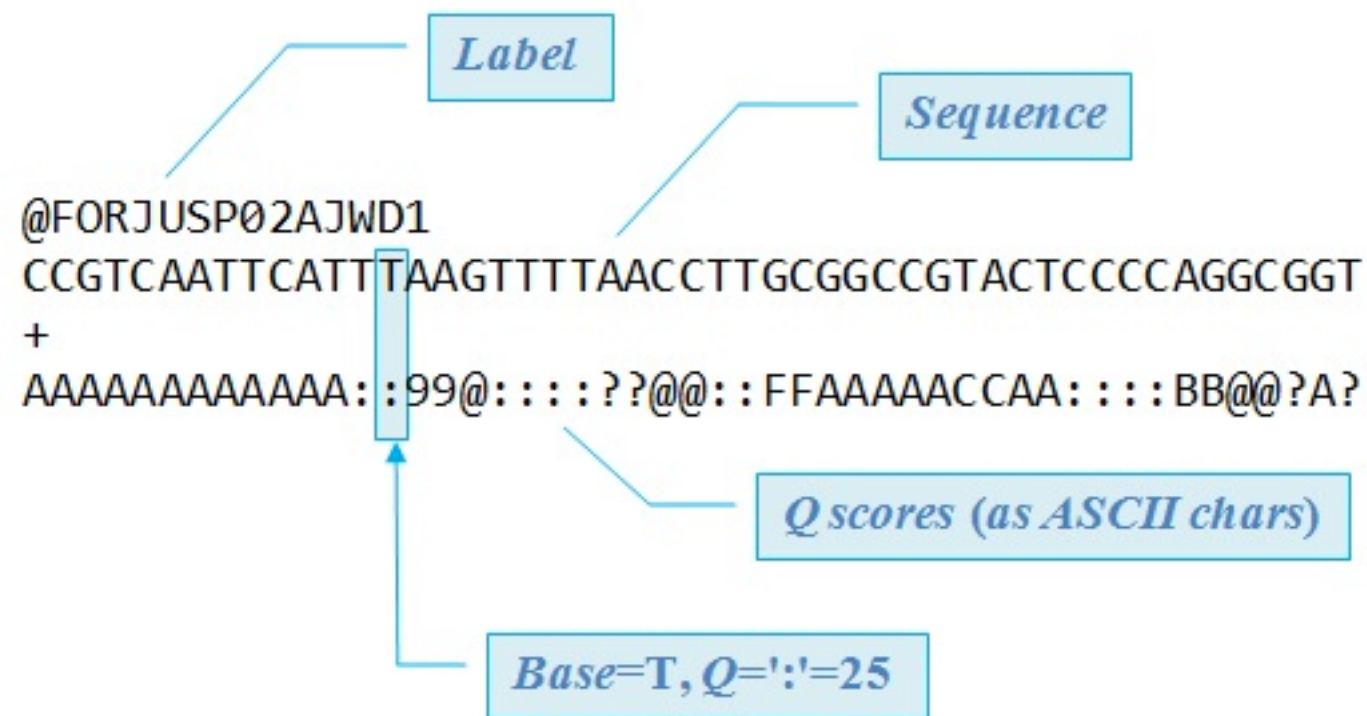 Label
Sequence
@FORJUSP02AJWD1
CCGTCAATTCATTTAAGTTTTAACCTTGCGGCCGTACTCCCCAGGCGGT
+
AAAAAAAAAAAA::99@::::??@@::FFAAAAACCAA::::BB@@?A?
Q scores (as ASCII chars)
Base=T, Q=':'=25